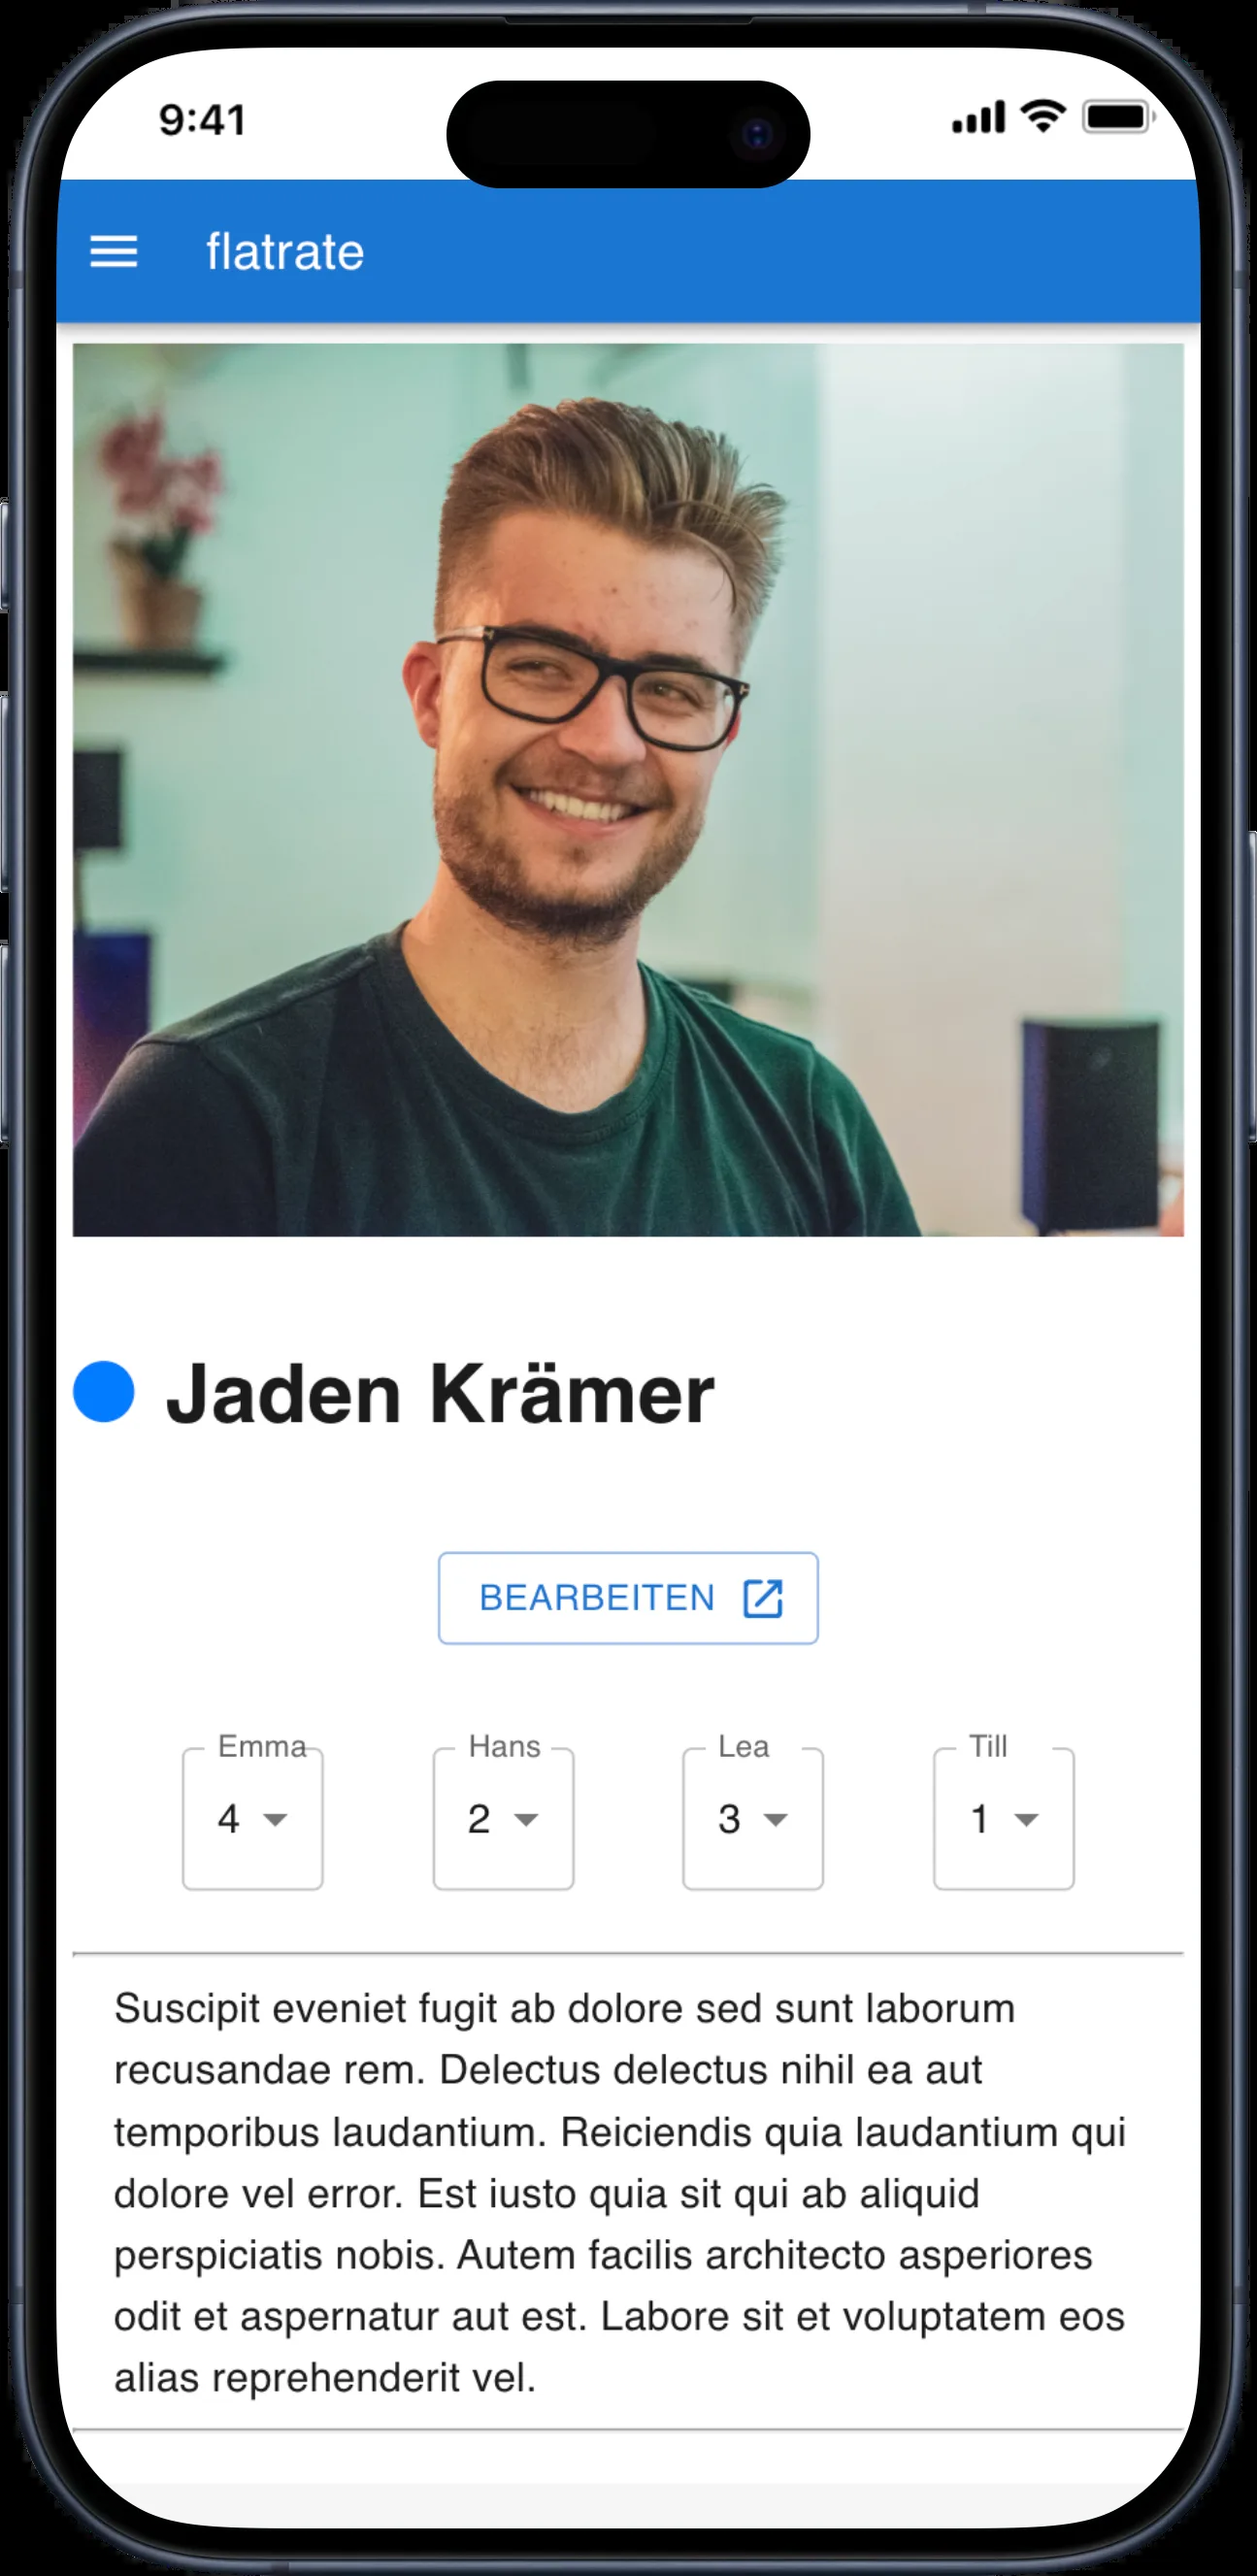 9:41
flatrate
Jaden Krämer
BEARBEITEN
Emma Hans Lea Till
4 2 3 1
Suscipit eveniet fugit ab dolore sed sunt laborum
recusandae rem. Delectus delectus nihil ea aut
temporibus laudantium. Reiciendis quia laudantium qui
dolore vel error. Est iusto quia sit qui ab aliquid
perspiciatis nobis. Autem facilis architecto asperiores
odit et aspernatur aut est. Labore sit et voluptatem eos
alias reprehenderit vel.